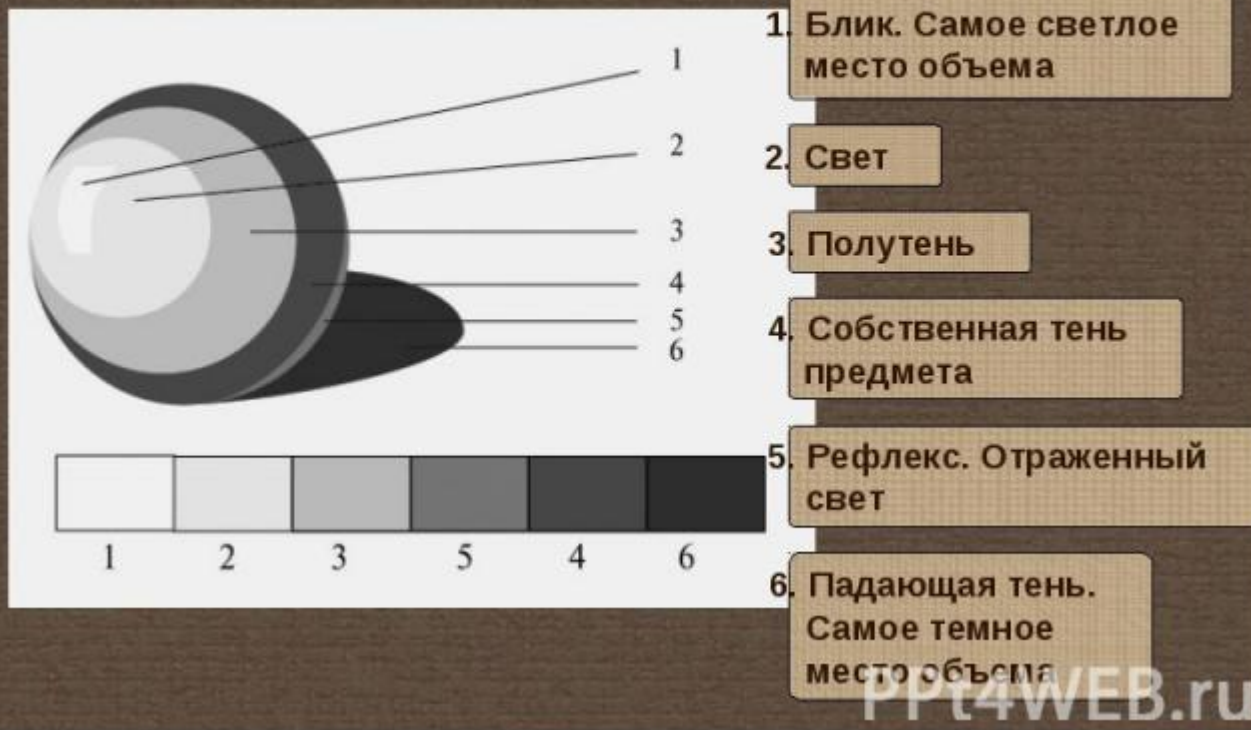 1
2
3
4
5
6
1 2 3 5 4 6
1. Блик. Самое светлое
место объема
2. Свет
3. Полутень
4. Собственная тень
предмета
5. Рефлекс. Отраженный
свет
6. Падающая тень.
Самое темное
место объема
PPt4WEB.ru